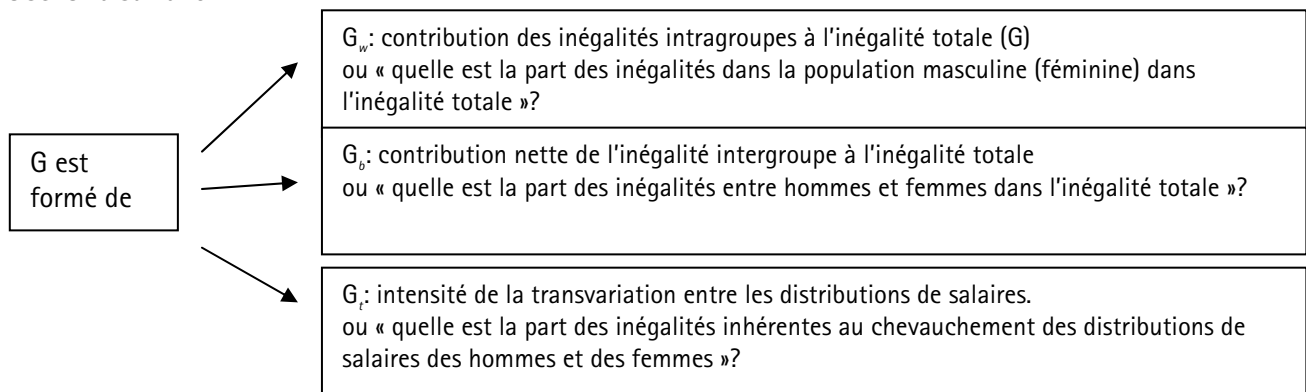 G_w: contribution des inégalités intragroupes à l'inégalité totale (G)
ou « quelle est la part des inégalités dans la population masculine (féminine) dans
l'inégalité totale »?
G est
formé de
G_b: contribution nette de l'inégalité intergroupe à l'inégalité totale
ou « quelle est la part des inégalités entre hommes et femmes dans l'inégalité totale »?
G_t: intensité de la transvariation entre les distributions de salaires.
ou « quelle est la part des inégalités inhérentes au chevauchement des distributions de
salaires des hommes et des femmes »?